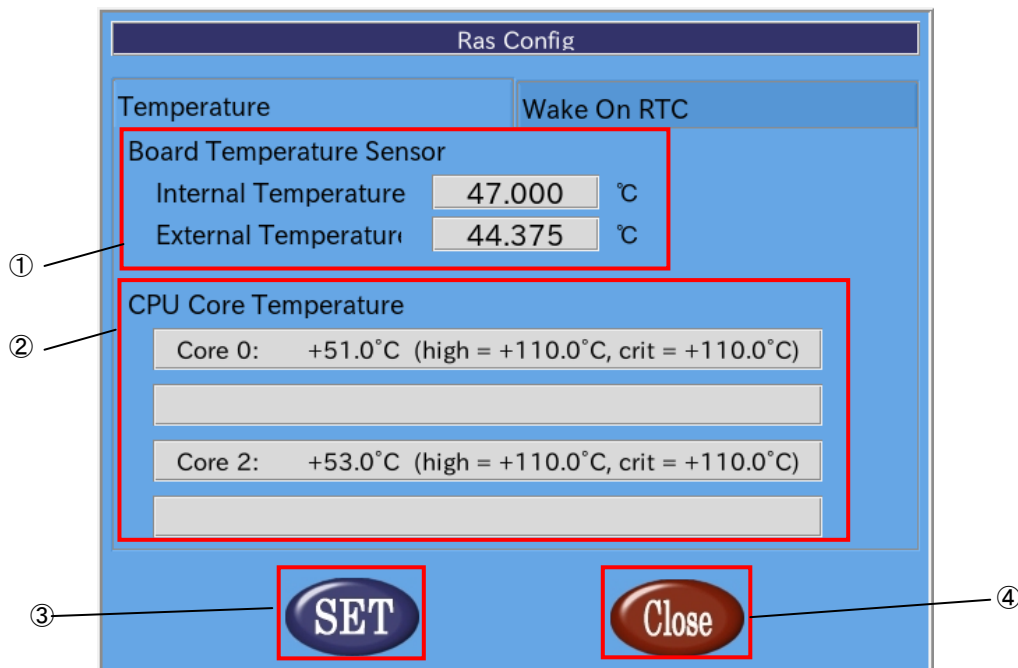 Ras Config
Temperature
Wake On RTC
Board Temperature Sensor
Internal Temperature 47.000 ℃
External Temperatur 44.375 ℃
①
CPU Core Temperature
②
Core 0: +51.0°C (high = +110.0°C, crit = +110.0°C)
Core 2: +53.0°C (high = +110.0°C, crit = +110.0°C)
③
SET
Close
④